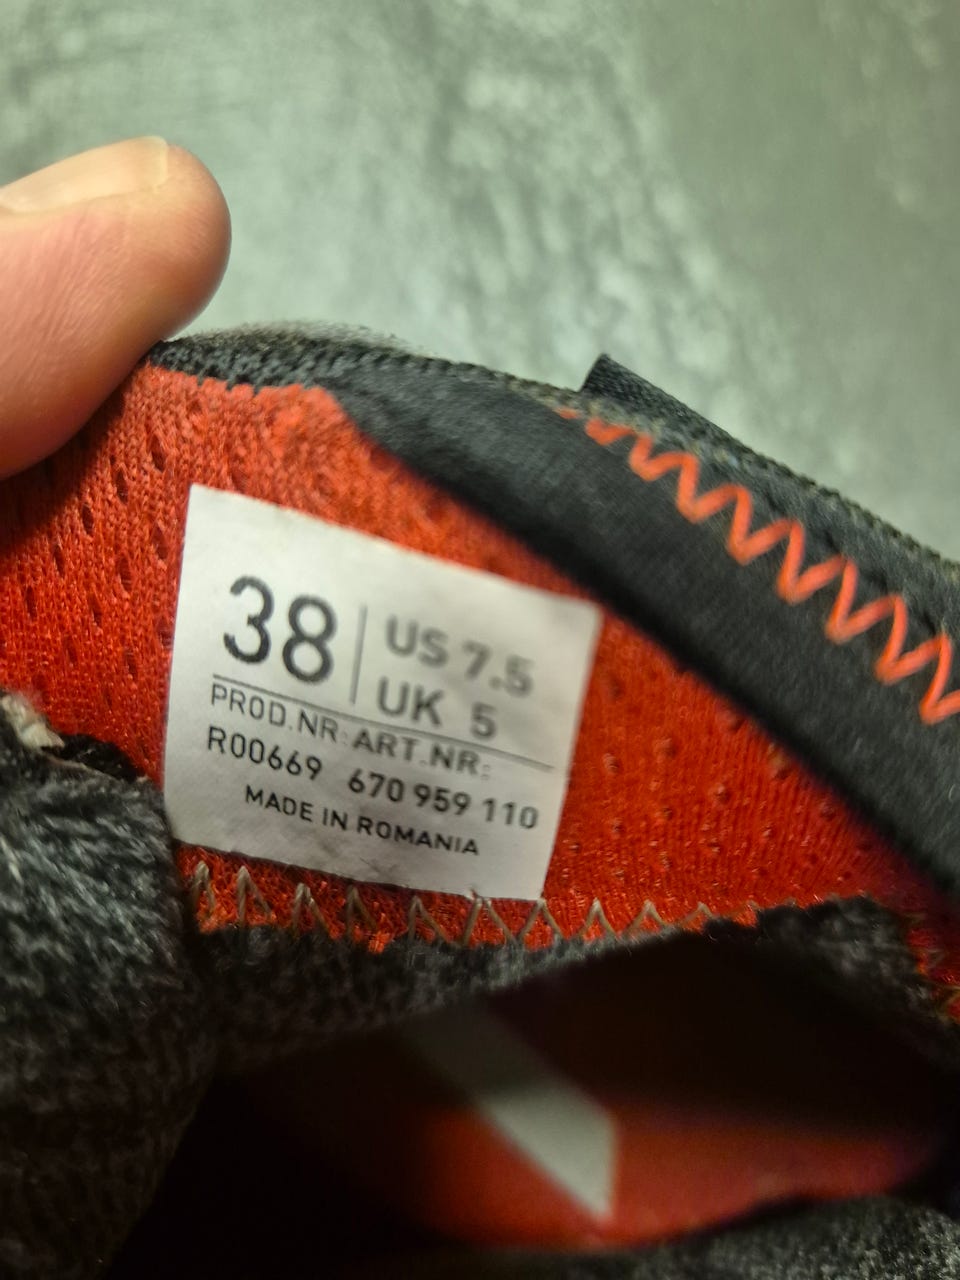 38 US 7.5
UK 5
PROD.NR: ART.NR:
R00669 670 959 110
MADE IN ROMANIA